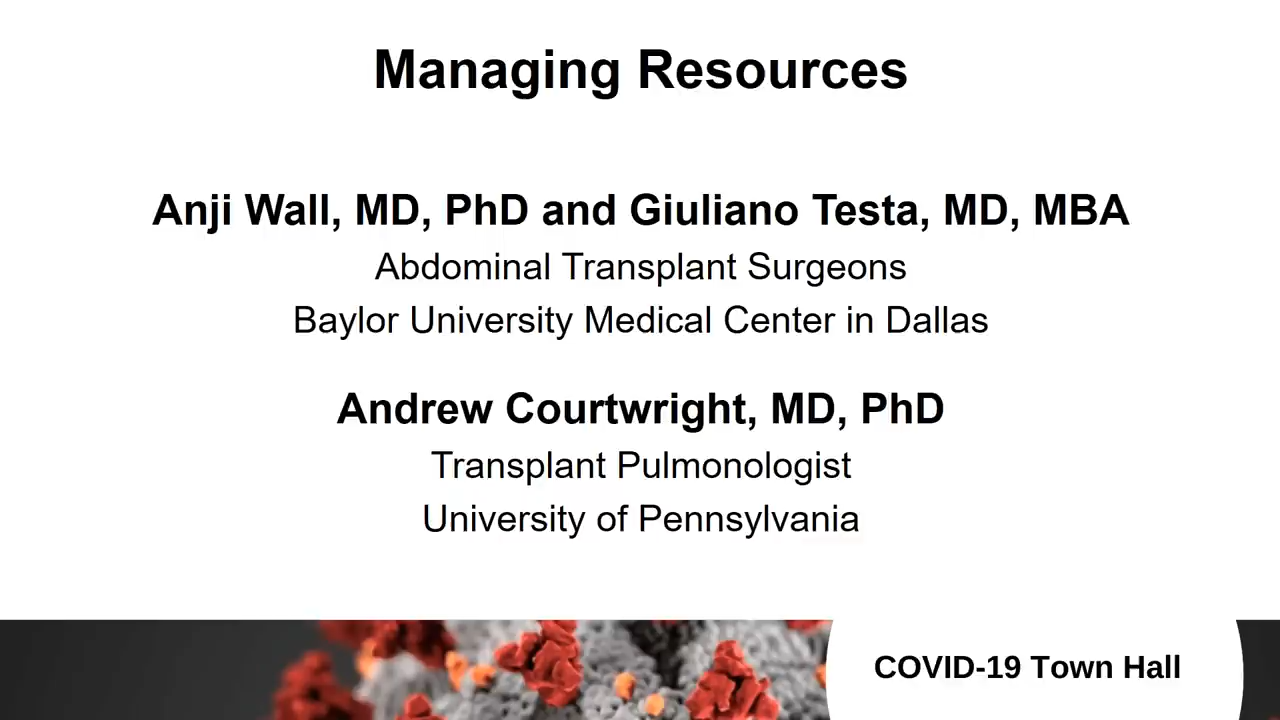 Managing Resources
Anji Wall, MD, PhD and Giuliano Testa, MD, MBA
Abdominal Transplant Surgeons
Baylor University Medical Center in Dallas
Andrew Courtwright, MD, PhD
Transplant Pulmonologist
University of Pennsylvania
COVID-19 Town Hall